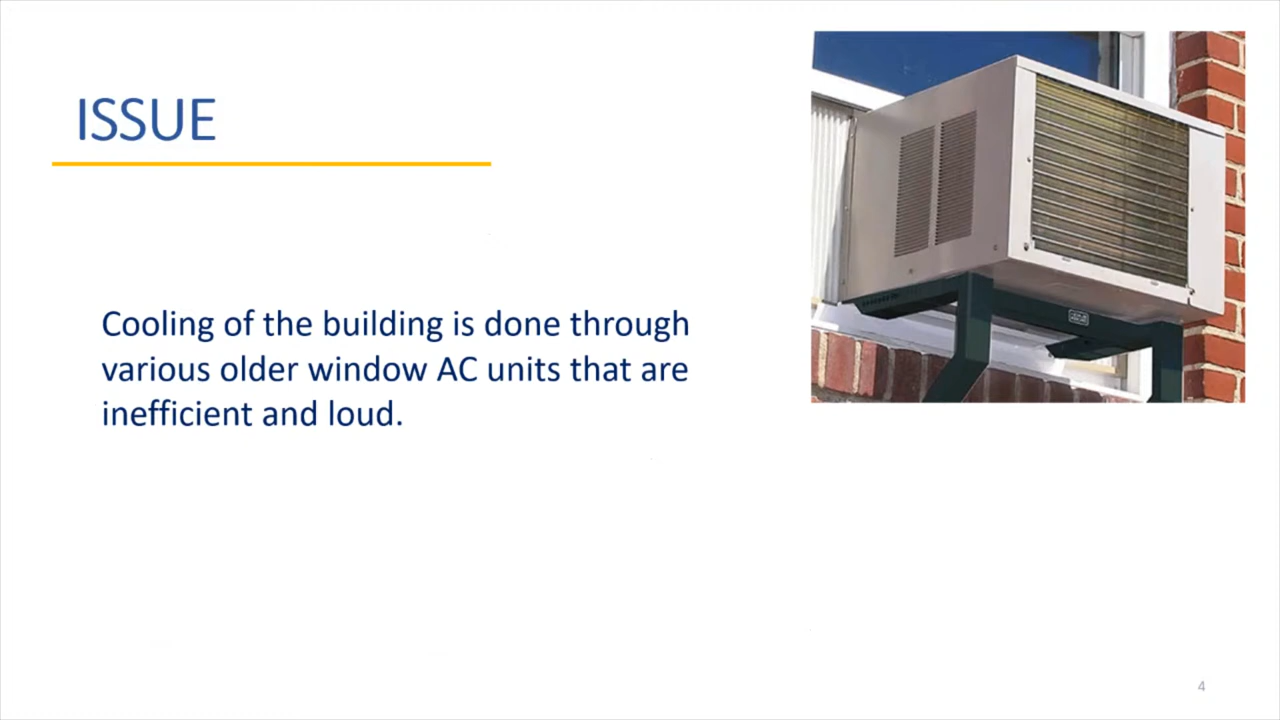 ISSUE
Cooling of the building is done through
various older window AC units that are
inefficient and loud.
4